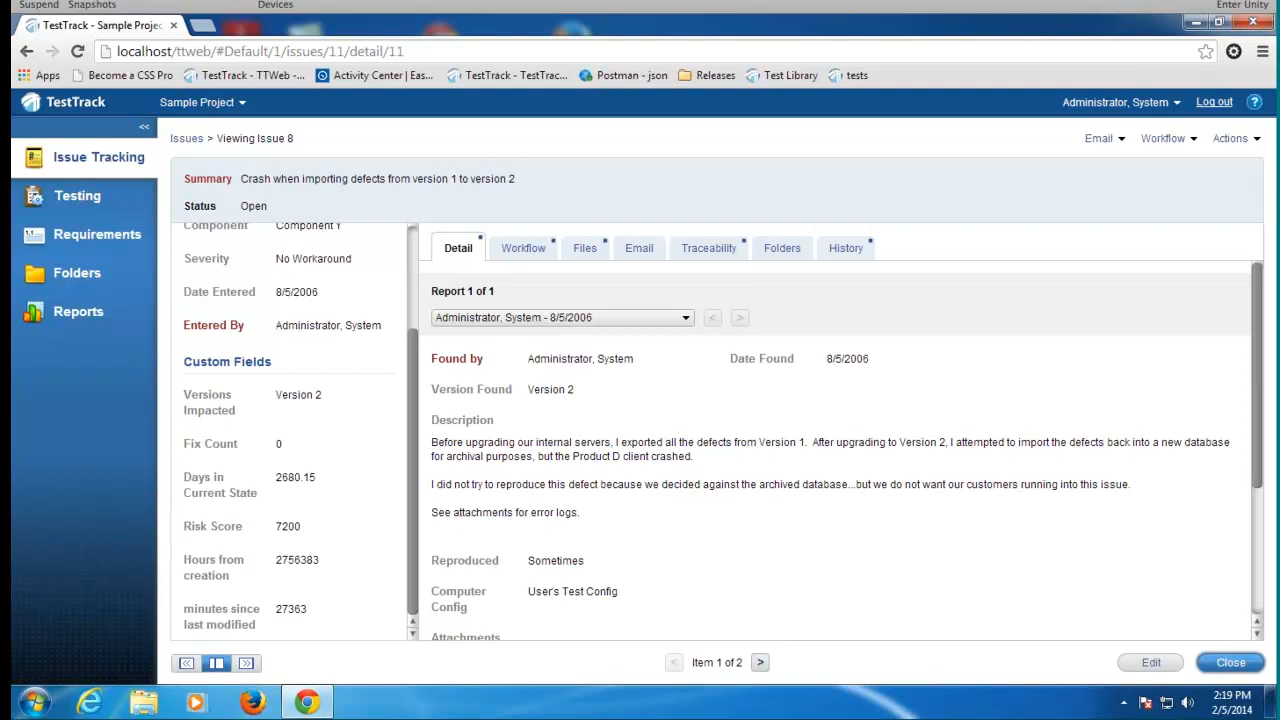 Suspend Snapshots Devices Enter Unity
TestTrack - Sample Projec
localhost/ttweb/#Default/1/issues/11/detail/11
Apps Become a CSS Pro TestTrack - TTWeb -... Activity Center | Eas... TestTrack - TestTrac... Postman - json Releases Test Library tests
TestTrack Sample Project Administrator, System Log out ?
<<
Issues > Viewing Issue 8 Email Workflow Actions
Issue Tracking
Testing
Requirements
Folders
Reports
Summary Crash when importing defects from version 1 to version 2
Status Open
Component Component Y
Severity No Workaround
Date Entered 8/5/2006
Entered By Administrator, System
Custom Fields
Versions Impacted Version 2
Fix Count 0
Days in Current State 2680.15
Risk Score 7200
Hours from creation 2756383
minutes since last modified 27363
Detail Workflow Files Email Traceability Folders History
Report 1 of 1
Administrator, System - 8/5/2006 < >
Found by Administrator, System Date Found 8/5/2006
Version Found Version 2
Description
Before upgrading our internal servers, I exported all the defects from Version 1. After upgrading to Version 2, I attempted to import the defects back into a new database
for archival purposes, but the Product D client crashed.
I did not try to reproduce this defect because we decided against the archived database...but we do not want our customers running into this issue.
See attachments for error logs.
Reproduced Sometimes
Computer Config User's Test Config
Attachments
< Item 1 of 2 > Edit Close
2:19 PM
2/5/2014